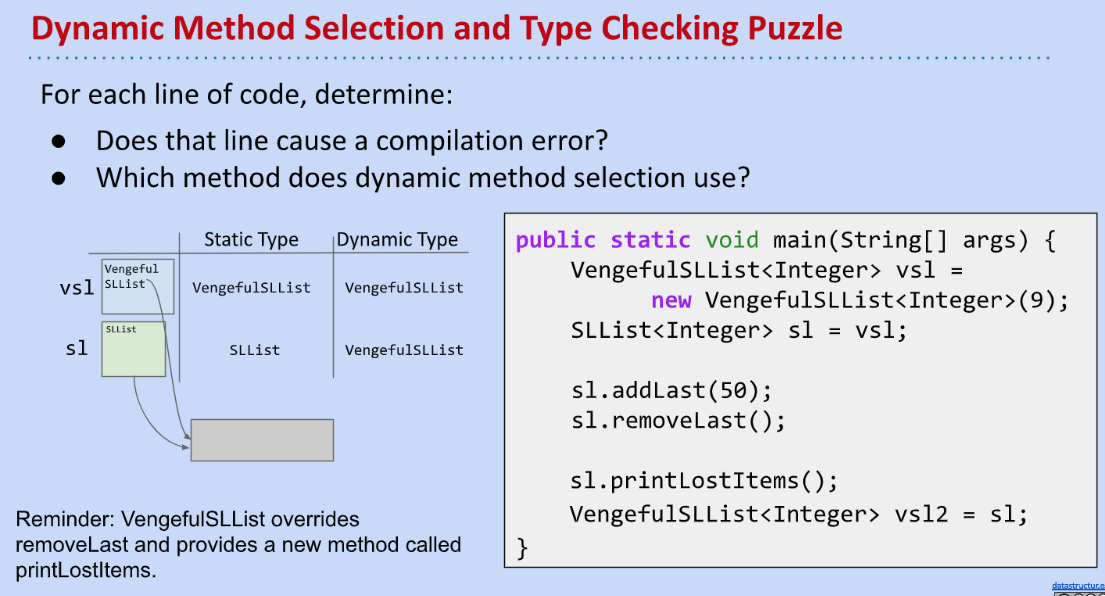 Dynamic Method Selection and Type Checking Puzzle
For each line of code, determine:
● Does that line cause a compilation error?
● Which method does dynamic method selection use?
Static Type Dynamic Type
vsl Vengeful
SLList VengefulSLList VengefulSLList
sl SLList SLList VengefulSLList
Reminder: VengefulSLList overrides
removeLast and provides a new method called
printLostItems.
public static void main(String[] args) {
VengefulSLList<Integer> vsl =
new VengefulSLList<Integer>(9);
SLList<Integer> sl = vsl;
sl.addLast(50);
sl.removeLast();
sl.printLostItems();
VengefulSLList<Integer> vsl2 = sl;
}